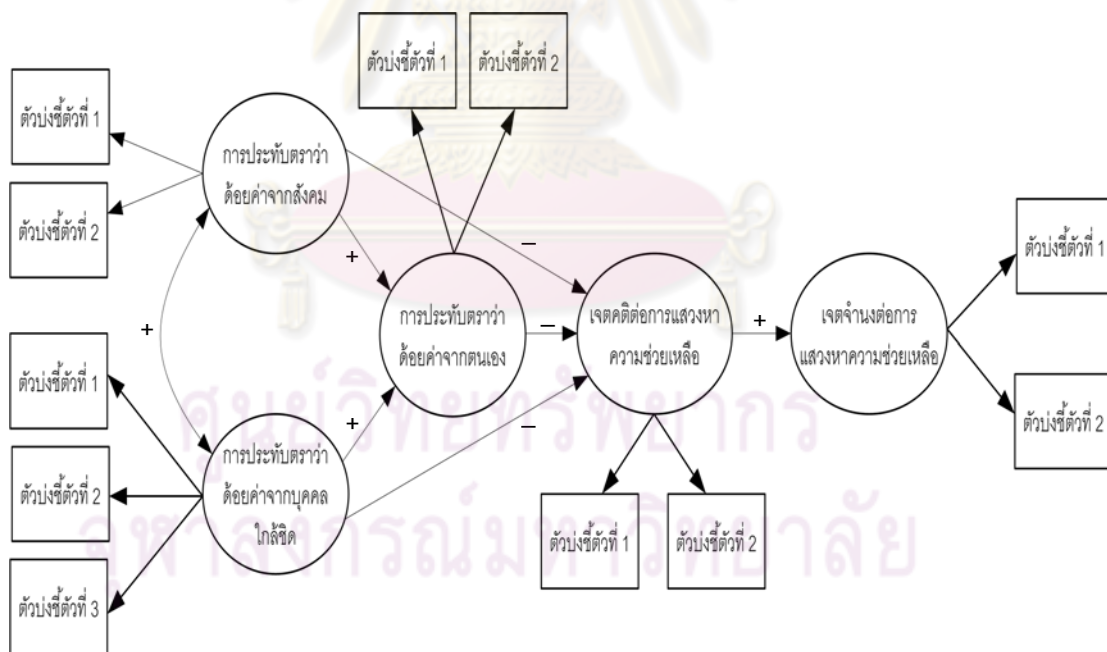 ตัวบ่งชี้ตัวที่ 1
ตัวบ่งชี้ตัวที่ 2
ตัวบ่งชี้ตัวที่ 1
ตัวบ่งชี้ตัวที่ 2
การประทับตราว่า
ด้อยค่าจากสังคม
+
–
+
การประทับตราว่า
ด้อยค่าจากตนเอง
–
เจตคติต่อการแสวงหา
ความช่วยเหลือ
+
เจตจำนงต่อการ
แสวงหาความช่วยเหลือ
ตัวบ่งชี้ตัวที่ 1
ตัวบ่งชี้ตัวที่ 2
ตัวบ่งชี้ตัวที่ 1
ตัวบ่งชี้ตัวที่ 2
ตัวบ่งชี้ตัวที่ 3
การประทับตราว่า
ด้อยค่าจากบุคคล
ใกล้ชิด
+
–
ตัวบ่งชี้ตัวที่ 1
ตัวบ่งชี้ตัวที่ 2
ศูนย์วิทยทรัพยากร
จุฬาลงกรณ์มหาวิทยาลัย